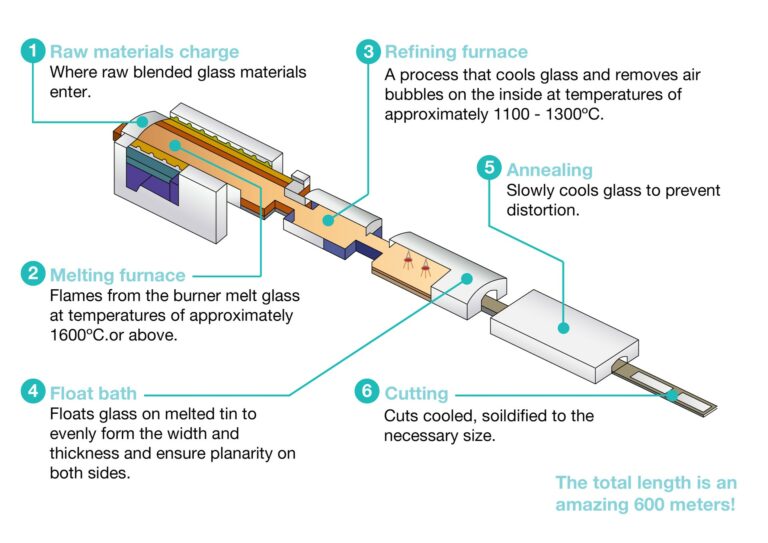 1 Raw materials charge
Where raw blended glass materials
enter.
2 Melting furnace
Flames from the burner melt glass
at temperatures of approximately
1600ºC.or above.
3 Refining furnace
A process that cools glass and removes air
bubbles on the inside at temperatures of
approximately 1100 - 1300ºC.
4 Float bath
Floats glass on melted tin to
evenly form the width and
thickness and ensure planarity on
both sides.
5 Annealing
Slowly cools glass to prevent
distortion.
6 Cutting
Cuts cooled, soildified to the
necessary size.
The total length is an
amazing 600 meters!